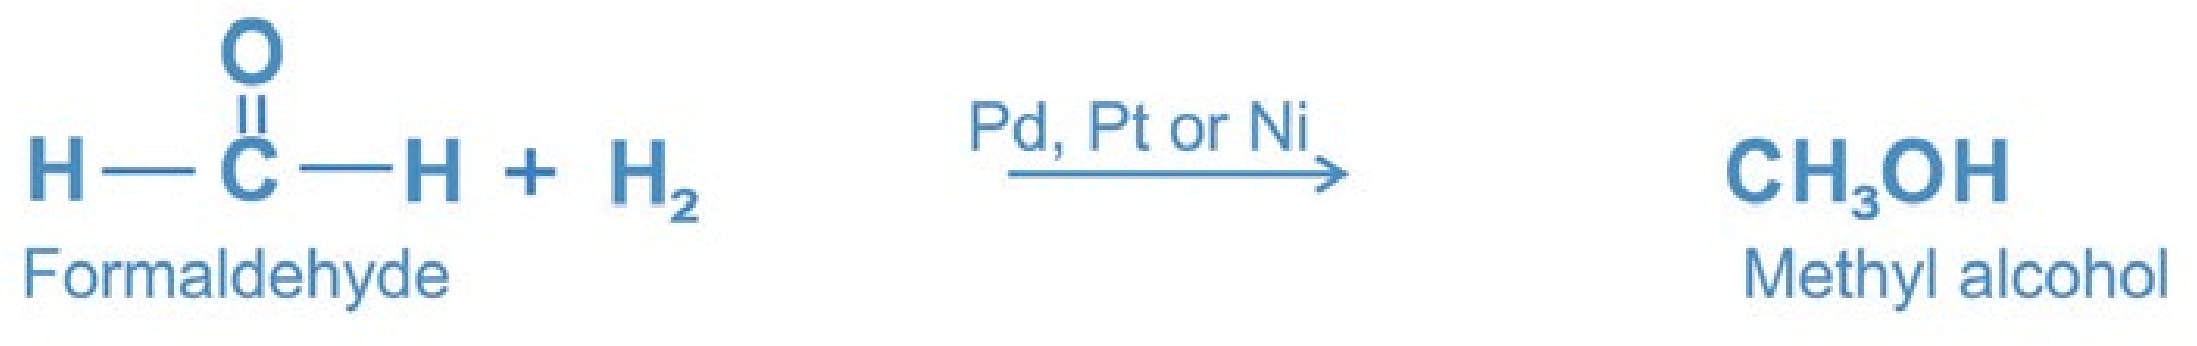 O
H — C — H + H₂ Pd, Pt or Ni CH₃OH
Formaldehyde Methyl alcohol